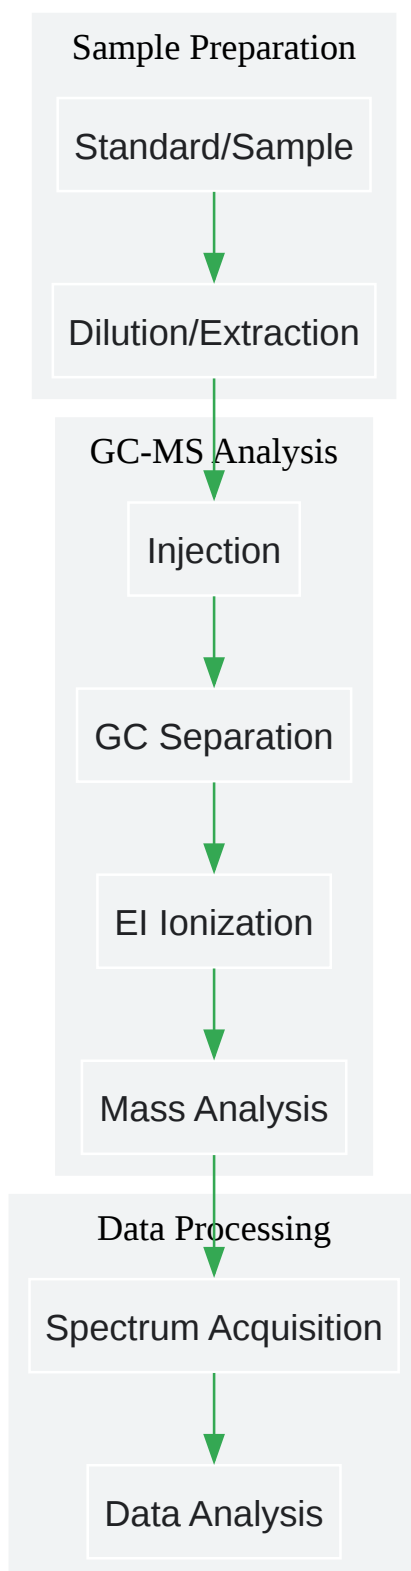 Sample Preparation
Standard/Sample
Dilution/Extraction
GC-MS Analysis
Injection
GC Separation
EI Ionization
Mass Analysis
Data Processing
Spectrum Acquisition
Data Analysis